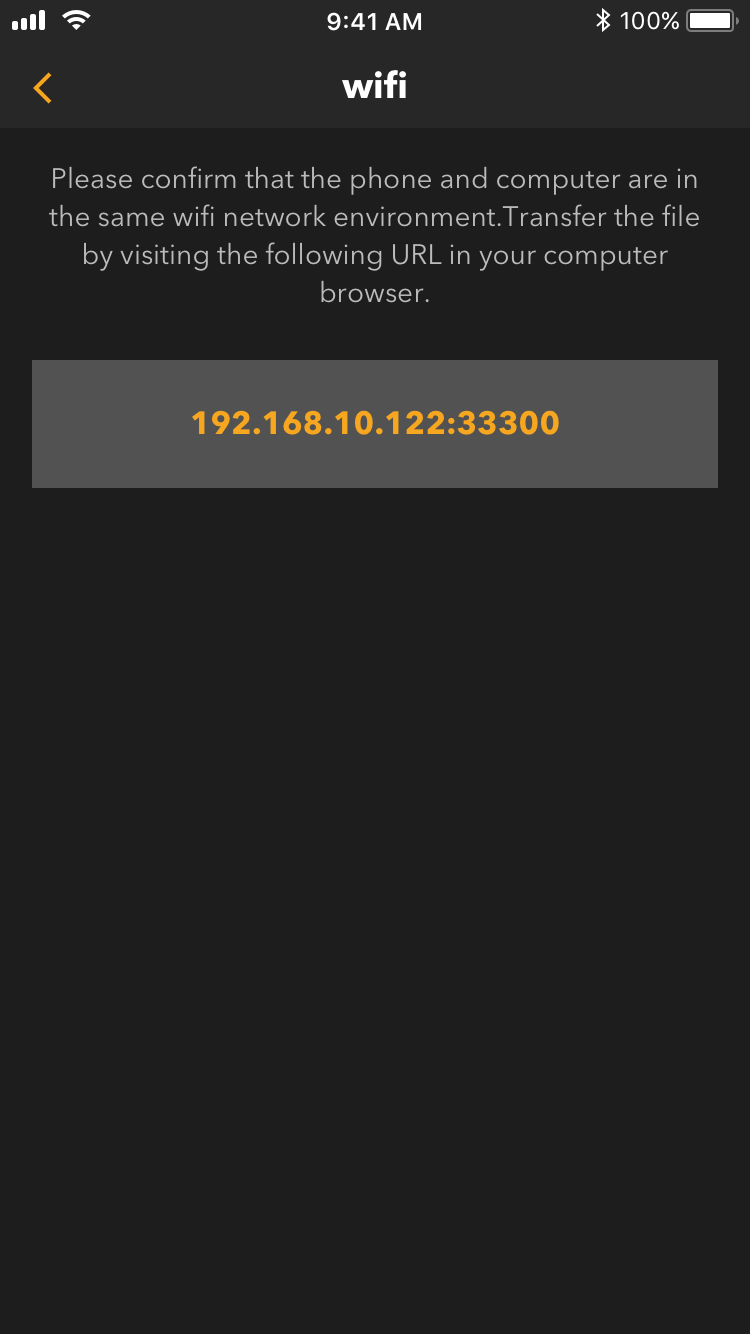 9:41 AM
100%
wifi
Please confirm that the phone and computer are in
the same wifi network environment.Transfer the file
by visiting the following URL in your computer
browser.
192.168.10.122:33300